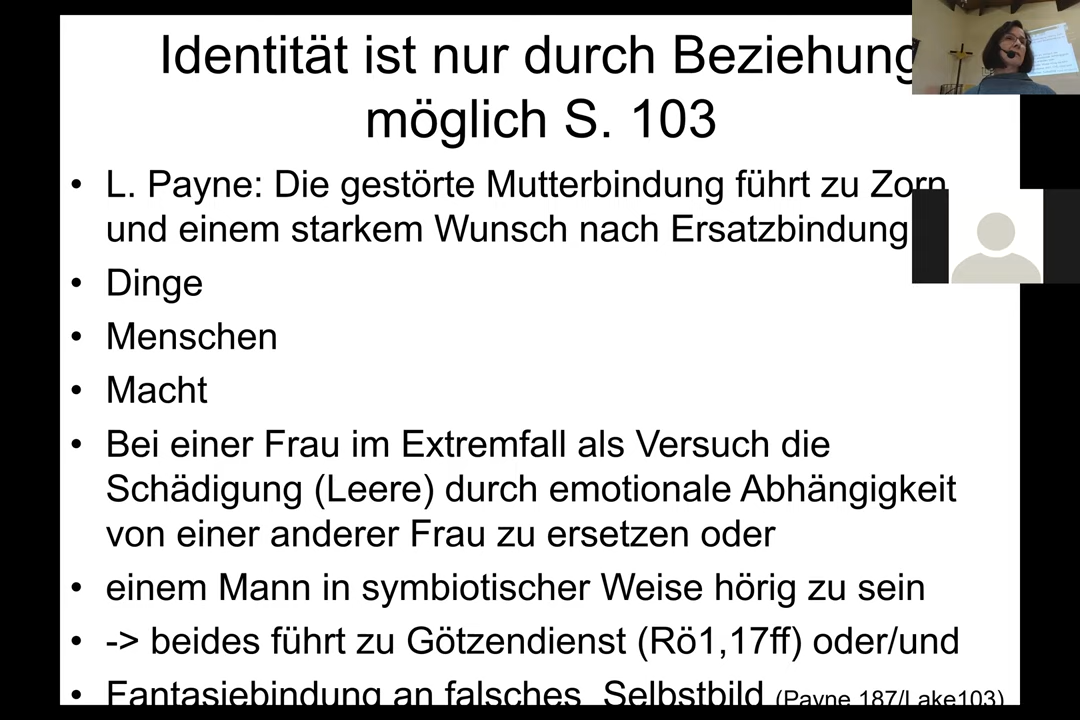 Identität ist nur durch Beziehung
möglich S. 103
• L. Payne: Die gestörte Mutterbindung führt zu Zorn
und einem starkem Wunsch nach Ersatzbindung
• Dinge
• Menschen
• Macht
• Bei einer Frau im Extremfall als Versuch die
Schädigung (Leere) durch emotionale Abhängigkeit
von einer anderer Frau zu ersetzen oder
• einem Mann in symbiotischer Weise hörig zu sein
• -> beides führt zu Götzendienst (Rö1,17ff) oder/und
• Fantasiebindung an falsches Selbstbild (Payne 187/Lake103)